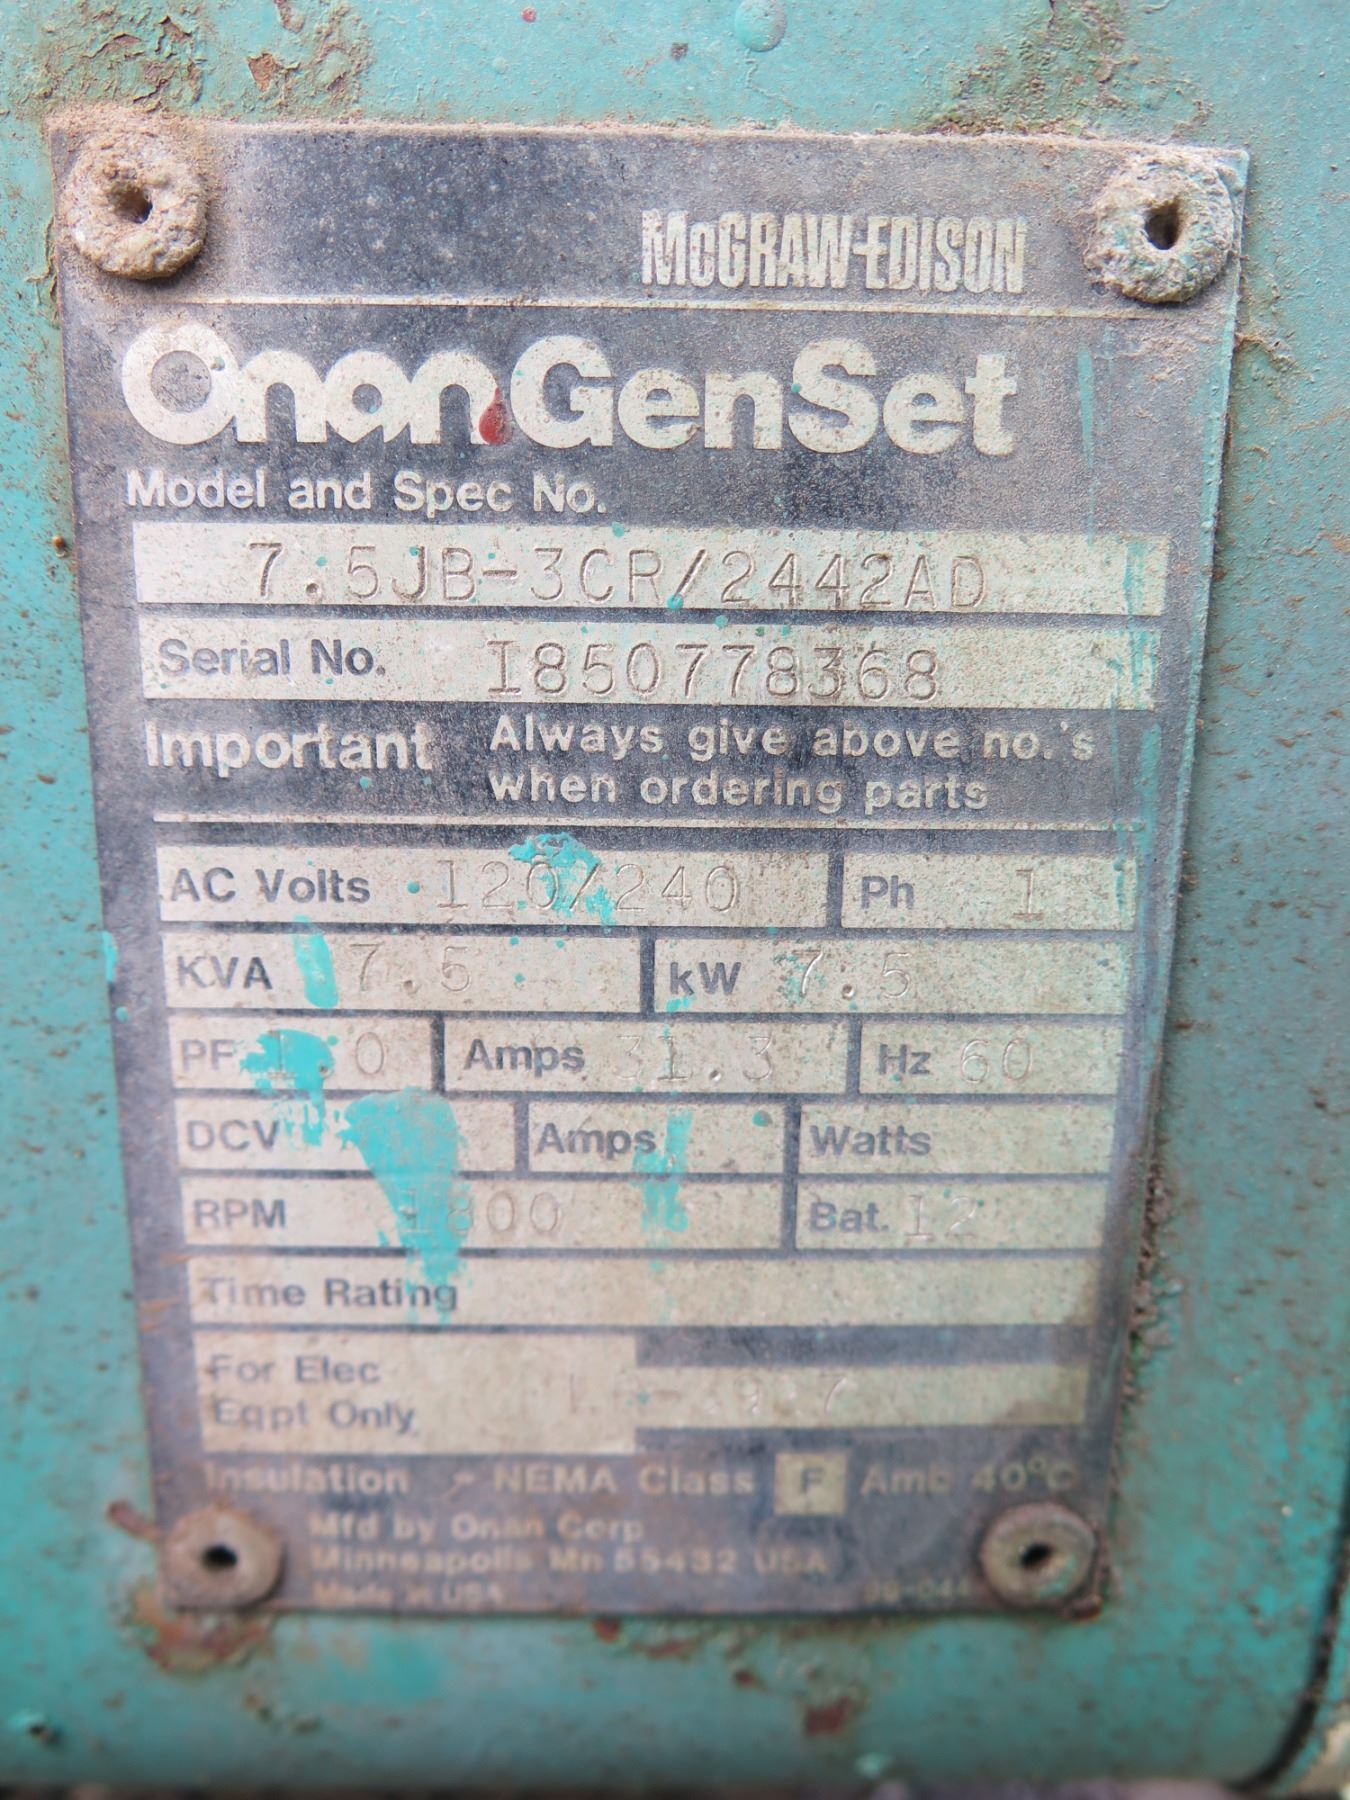 McGRAW-EDISON
Onan GenSet
Model and Spec No.
7.5JB-3CR/2442AD
Serial No. I850778368
Important Always give above no.'s
when ordering parts
AC Volts 120/240 Ph 1
KVA 7.5 kW 7.5
PF 1.0 Amps 31.3 Hz 60
DCV Amps Watts
RPM 1800 Bat. 12
Time Rating
For Elec
Eqpt Only
Insulation - NEMA Class F Amb 40°C
Mfd by Onan Corp
Minneapolis Mn 55432 USA
Made in USA